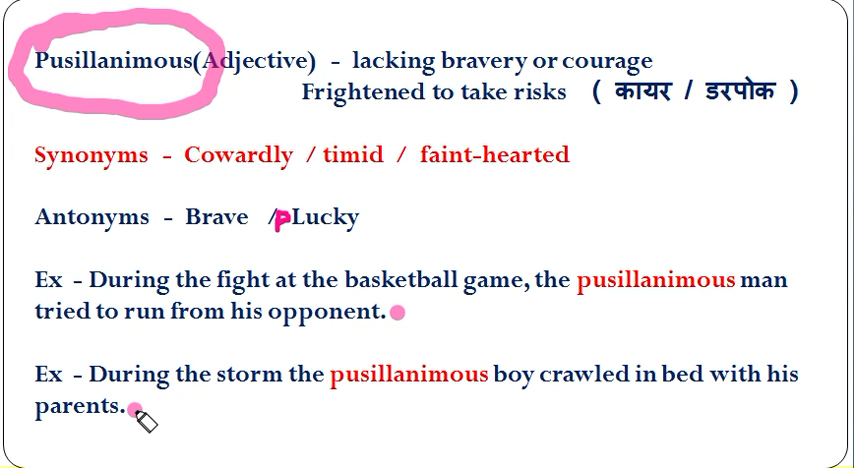 Pusillanimous(Adjective) - lacking bravery or courage
Frightened to take risks ( कायर / डरपोक )
Synonyms - Cowardly / timid / faint-hearted
Antonyms - Brave /pLucky
Ex - During the fight at the basketball game, the pusillanimous man
tried to run from his opponent.
Ex - During the storm the pusillanimous boy crawled in bed with his
parents.